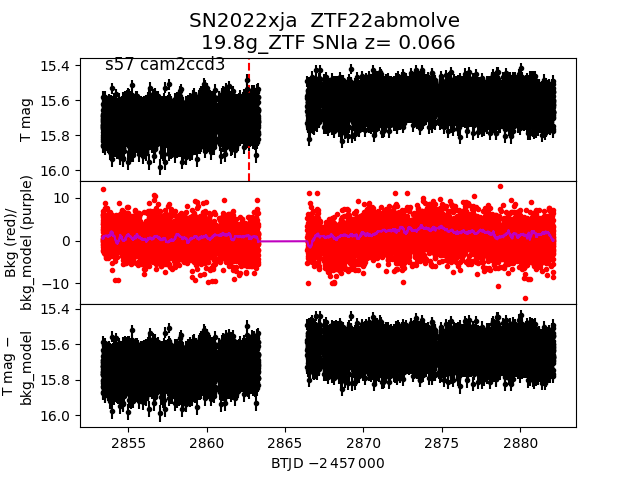 SN2022xja  ZTF22abmolve
19.8g_ZTF SNIa z= 0.066
s57 cam2ccd3
15.4
15.6
15.8
16.0
T mag
10
0
−10
Bkg (red)/
bkg_model (purple)
15.4
15.6
15.8
16.0
T mag −
bkg_model
2855 2860 2865 2870 2875 2880
BTJD −2 457 000